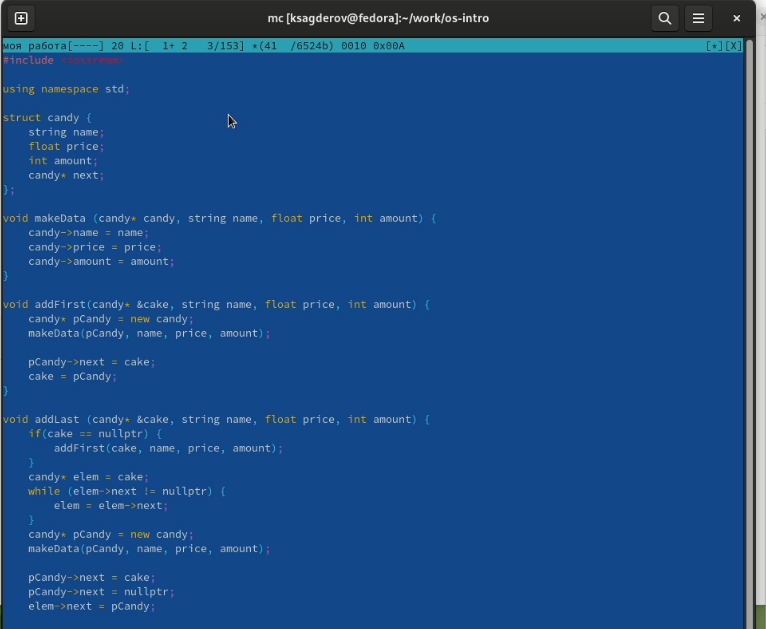 mc [ksagderov@fedora]:~/work/os-intro
моя работа[----] 20 L:[  1+ 2   3/153] *(41  /6524b) 0010 0x00A [*][X]
#include <iostream>
using namespace std;
struct candy {
    string name;
    float price;
    int amount;
    candy* next;
};
void makeData (candy* candy, string name, float price, int amount) {
    candy->name = name;
    candy->price = price;
    candy->amount = amount;
}
void addFirst(candy* &cake, string name, float price, int amount) {
    candy* pCandy = new candy;
    makeData(pCandy, name, price, amount);
    pCandy->next = cake;
    cake = pCandy;
}
void addLast (candy* &cake, string name, float price, int amount) {
    if(cake == nullptr) {
        addFirst(cake, name, price, amount);
    }
    candy* elem = cake;
    while (elem->next != nullptr) {
        elem = elem->next;
    }
    candy* pCandy = new candy;
    makeData(pCandy, name, price, amount);
    pCandy->next = cake;
    pCandy->next = nullptr;
    elem->next = pCandy;